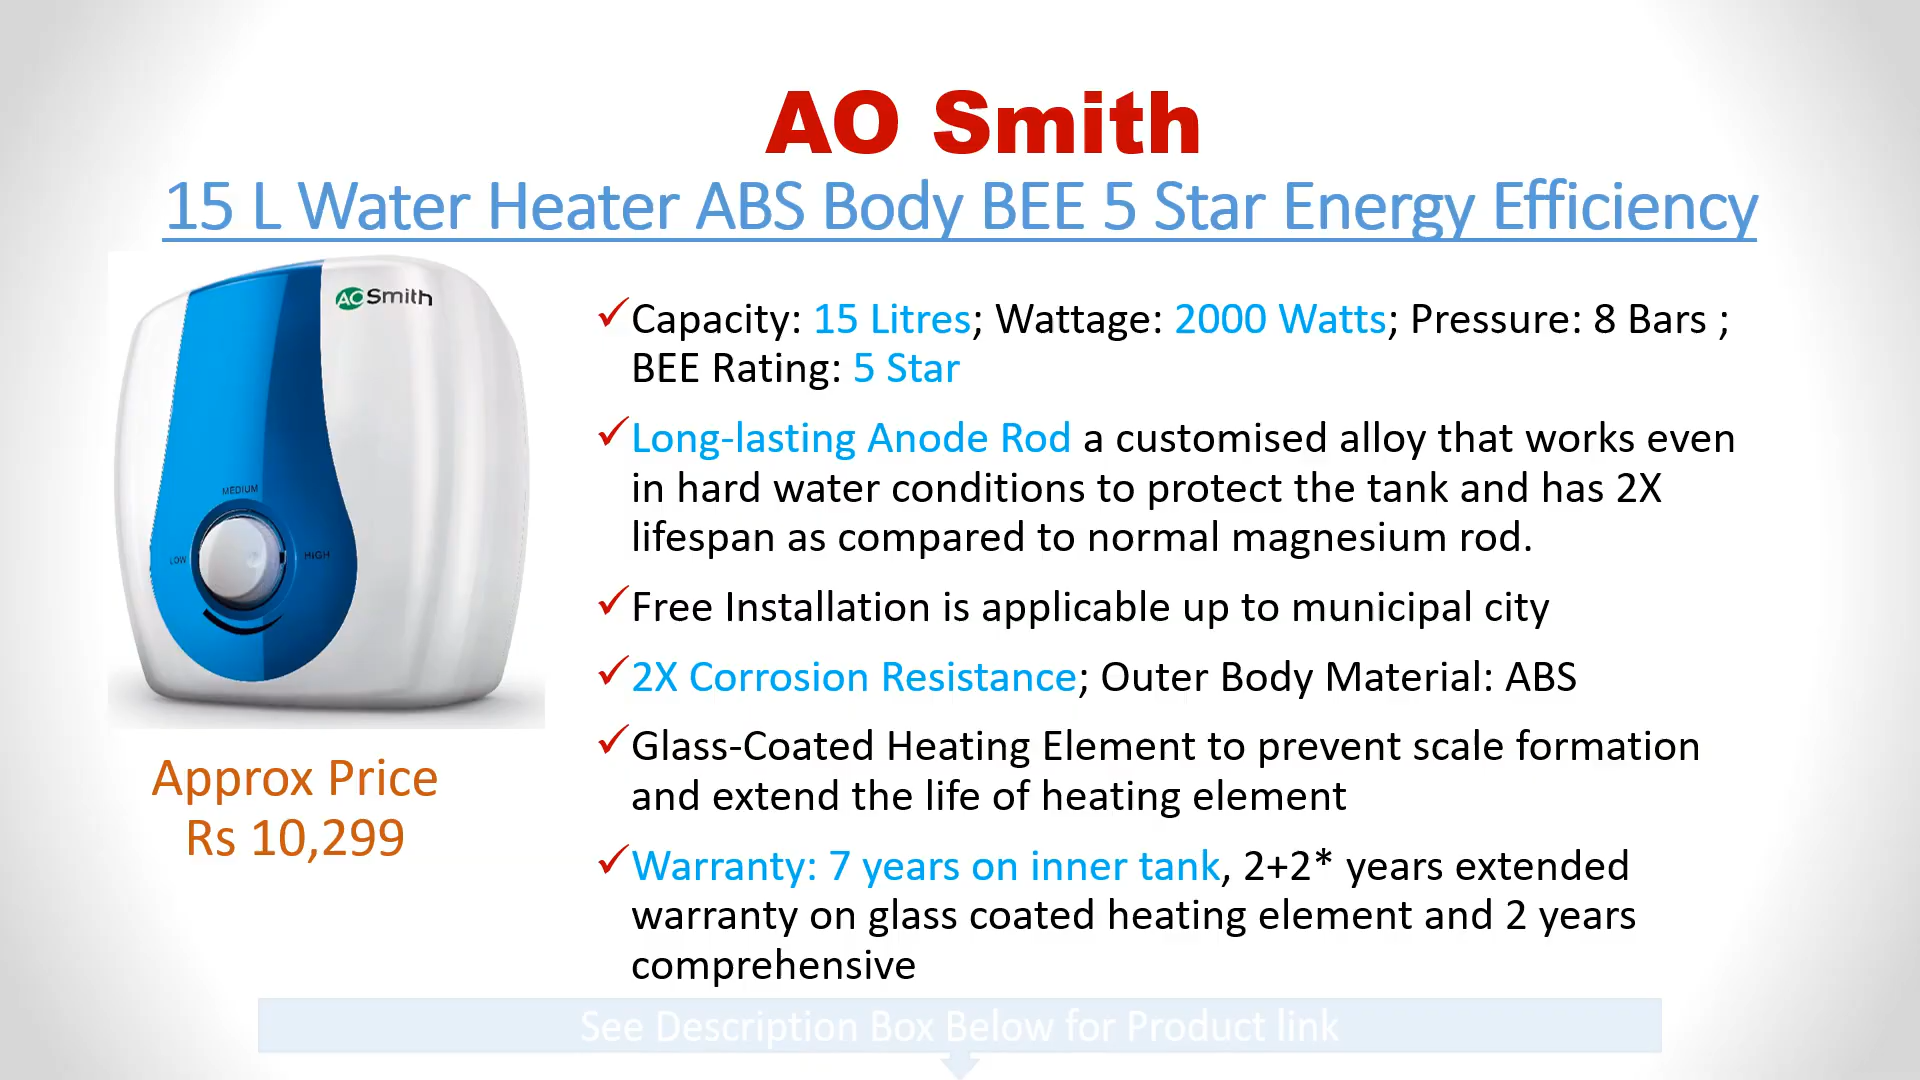 AO Smith
15 L Water Heater ABS Body BEE 5 Star Energy Efficiency
AO Smith
MEDIUM
LOW
HIGH
Approx Price
Rs 10,299
Capacity: 15 Litres; Wattage: 2000 Watts; Pressure: 8 Bars ;
BEE Rating: 5 Star
Long-lasting Anode Rod a customised alloy that works even
in hard water conditions to protect the tank and has 2X
lifespan as compared to normal magnesium rod.
Free Installation is applicable up to municipal city
2X Corrosion Resistance; Outer Body Material: ABS
Glass-Coated Heating Element to prevent scale formation
and extend the life of heating element
Warranty: 7 years on inner tank, 2+2* years extended
warranty on glass coated heating element and 2 years
comprehensive
See Description Box Below for Product link